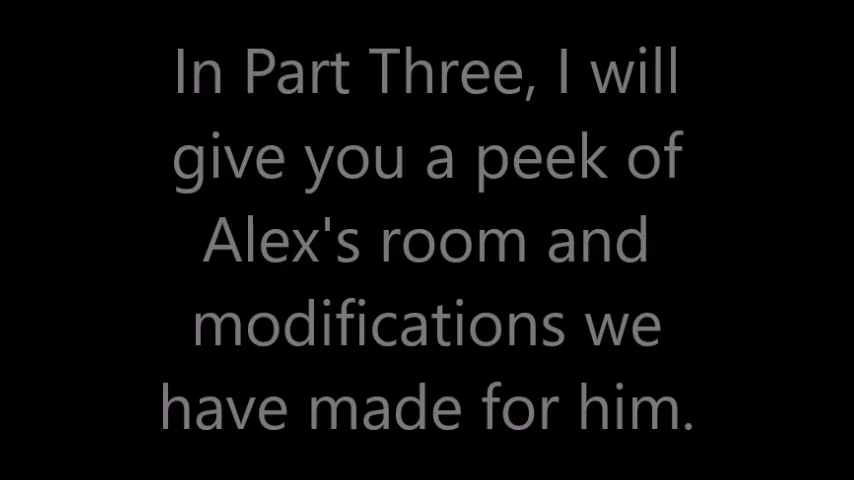 In Part Three, I will
give you a peek of
Alex's room and
modifications we
have made for him.